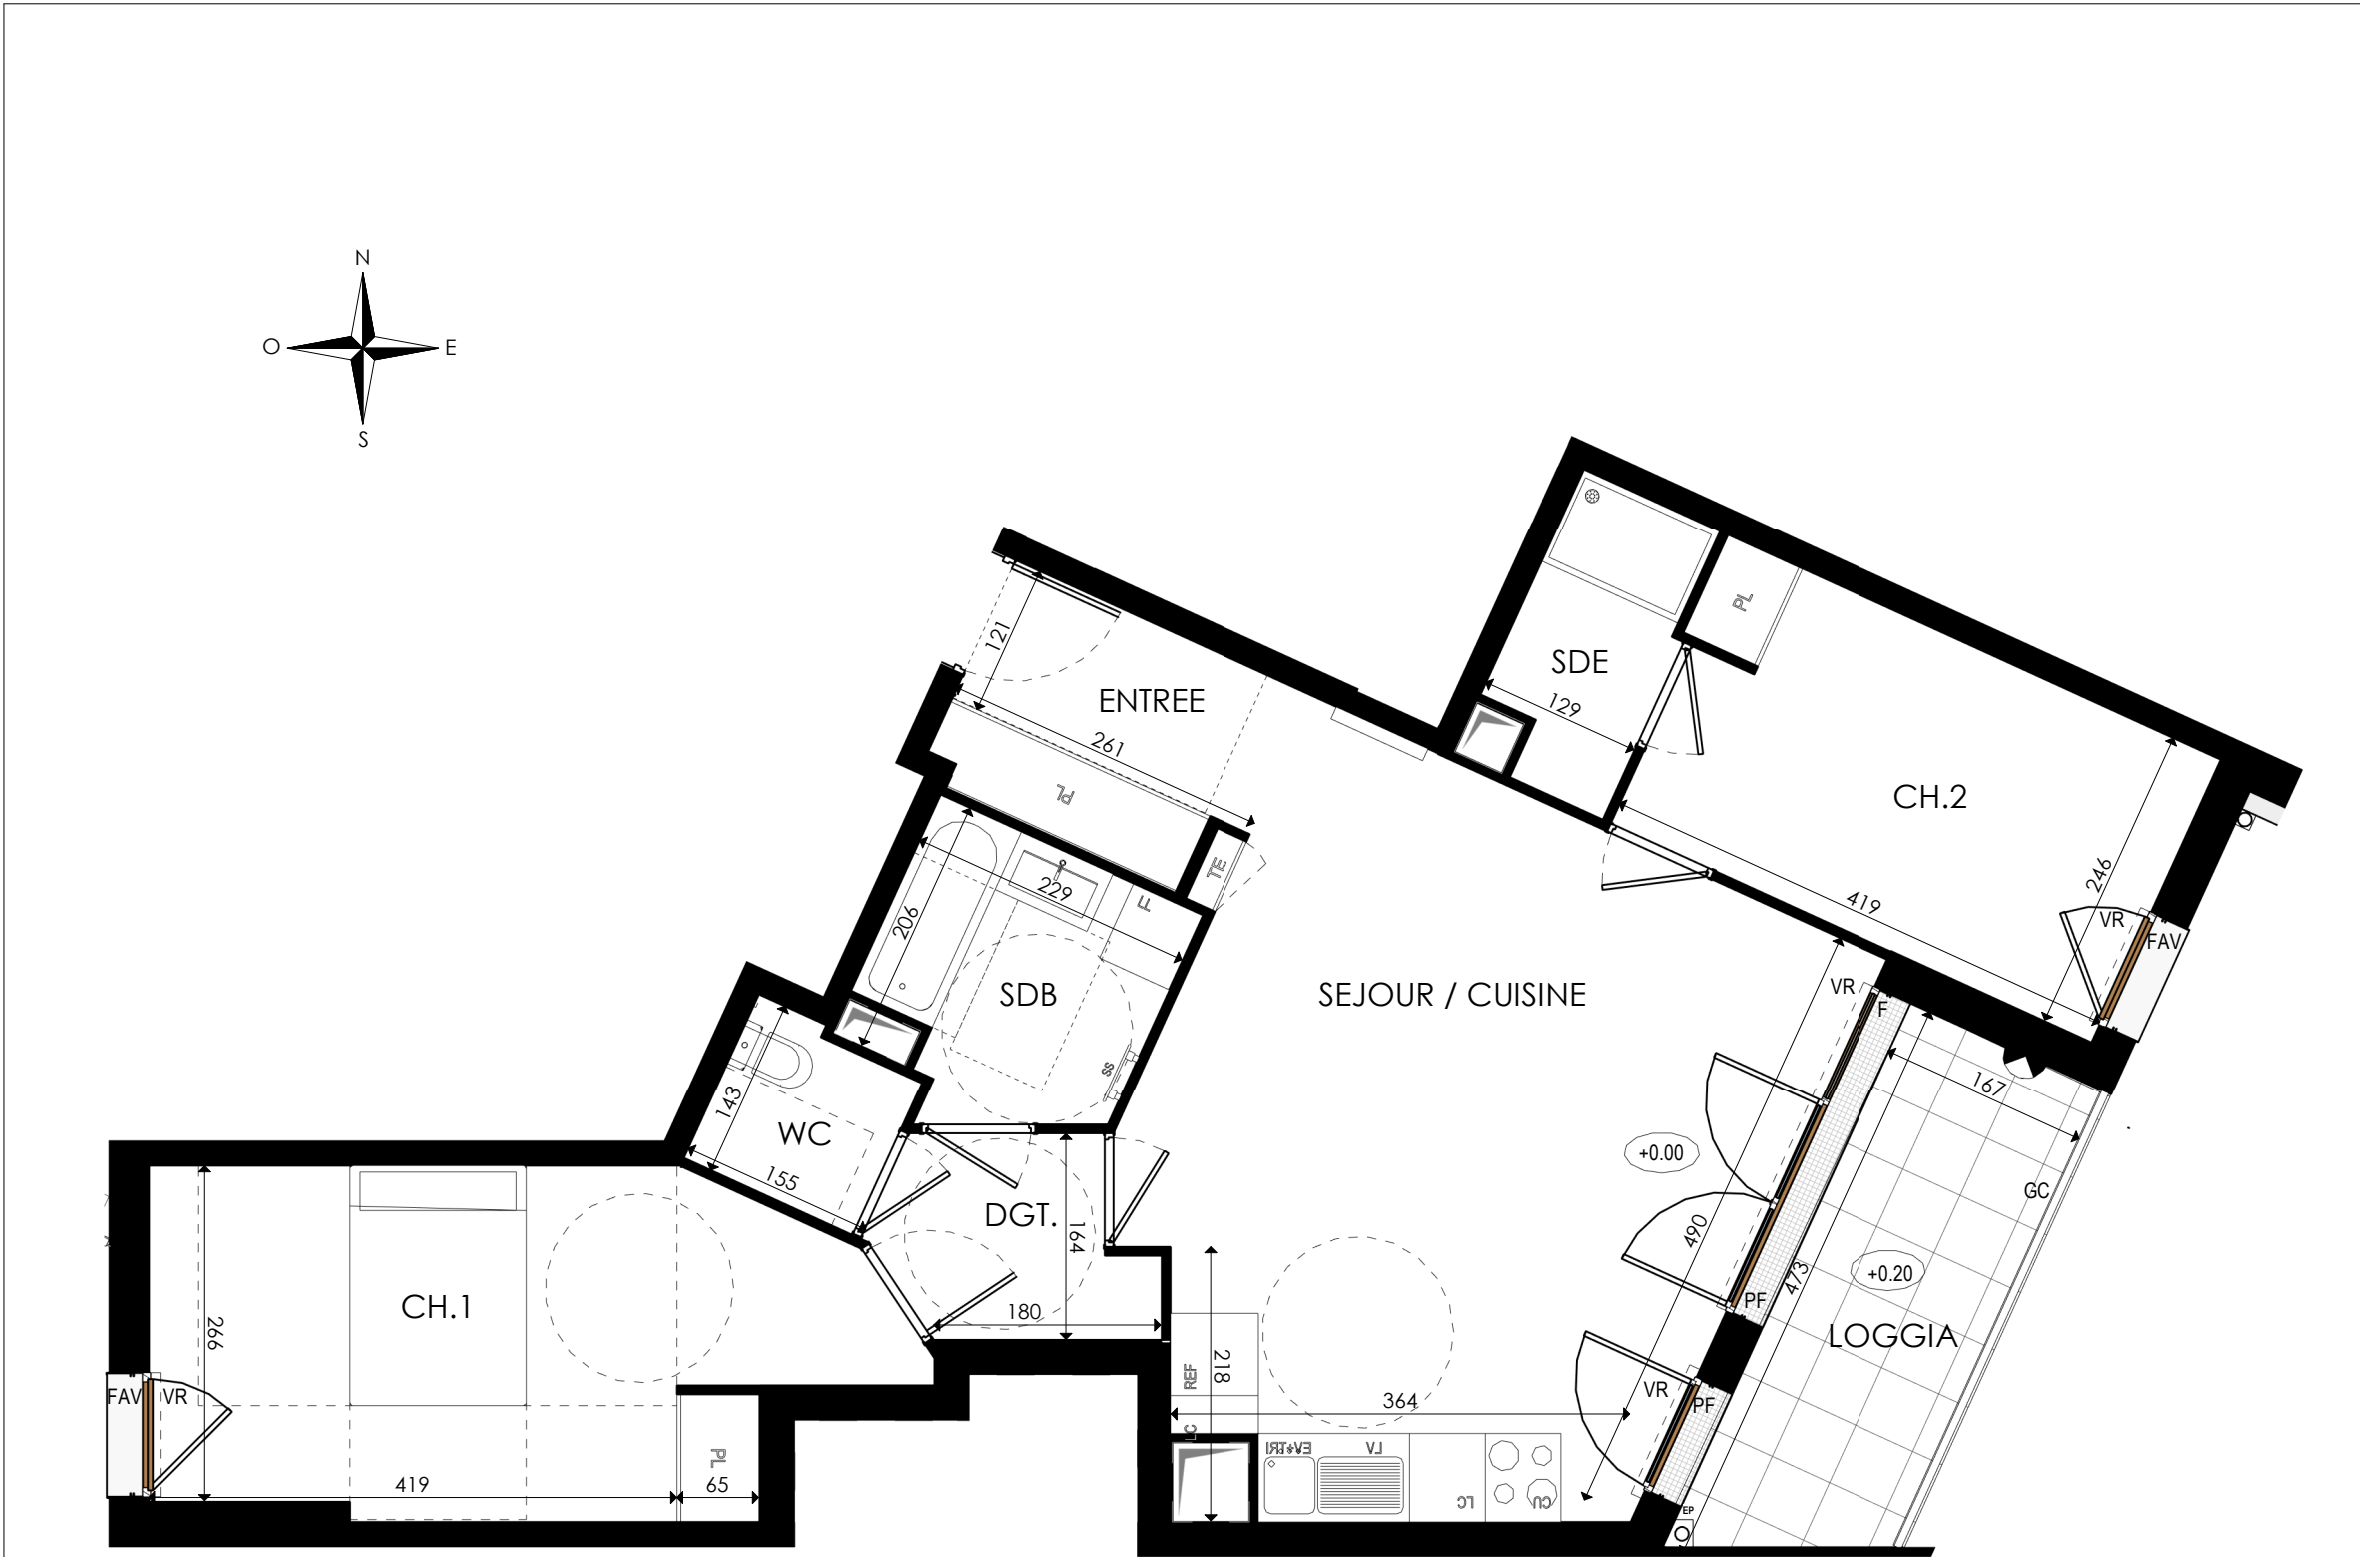 N
O
E
S
121
ENTREE
261
PL
PL
SDE
129
CH.2
246
419
VR
FAV
TE
229
206
F
SDB
SS
SEJOUR / CUISINE
VR
F
167
143
WC
155
DGT.
164
180
+0.00
GC
490
473
+0.20
PF
LOGGIA
CH.1
266
FAV
VR
419
PL
65
REF
218
LC
364
VR
PF
EV+TRI
LV
LC
CU
EP